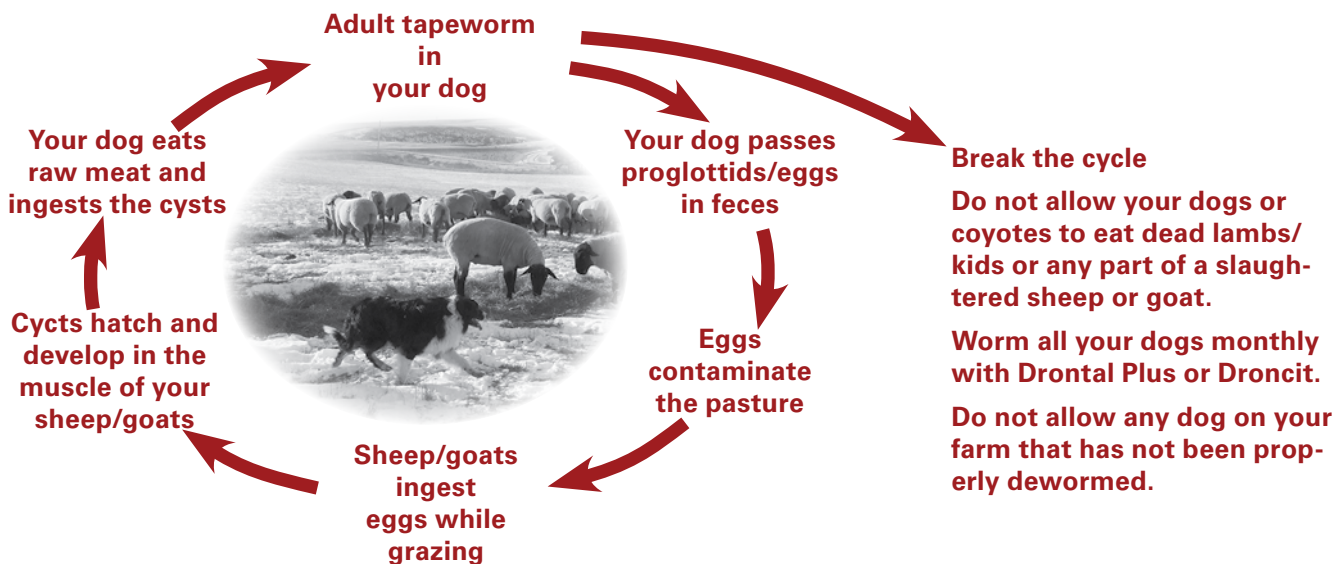 Adult tapeworm
in
your dog
Your dog passes
proglottids/eggs
in feces
Eggs
contaminate
the pasture
Sheep/goats
ingest
eggs while
grazing
Cycts hatch and
develop in the
muscle of your
sheep/goats
Your dog eats
raw meat and
ingests the cysts
Break the cycle
Do not allow your dogs or
coyotes to eat dead lambs/
kids or any part of a slaugh-
tered sheep or goat.
Worm all your dogs monthly
with Drontal Plus or Droncit.
Do not allow any dog on your
farm that has not been prop-
erly dewormed.